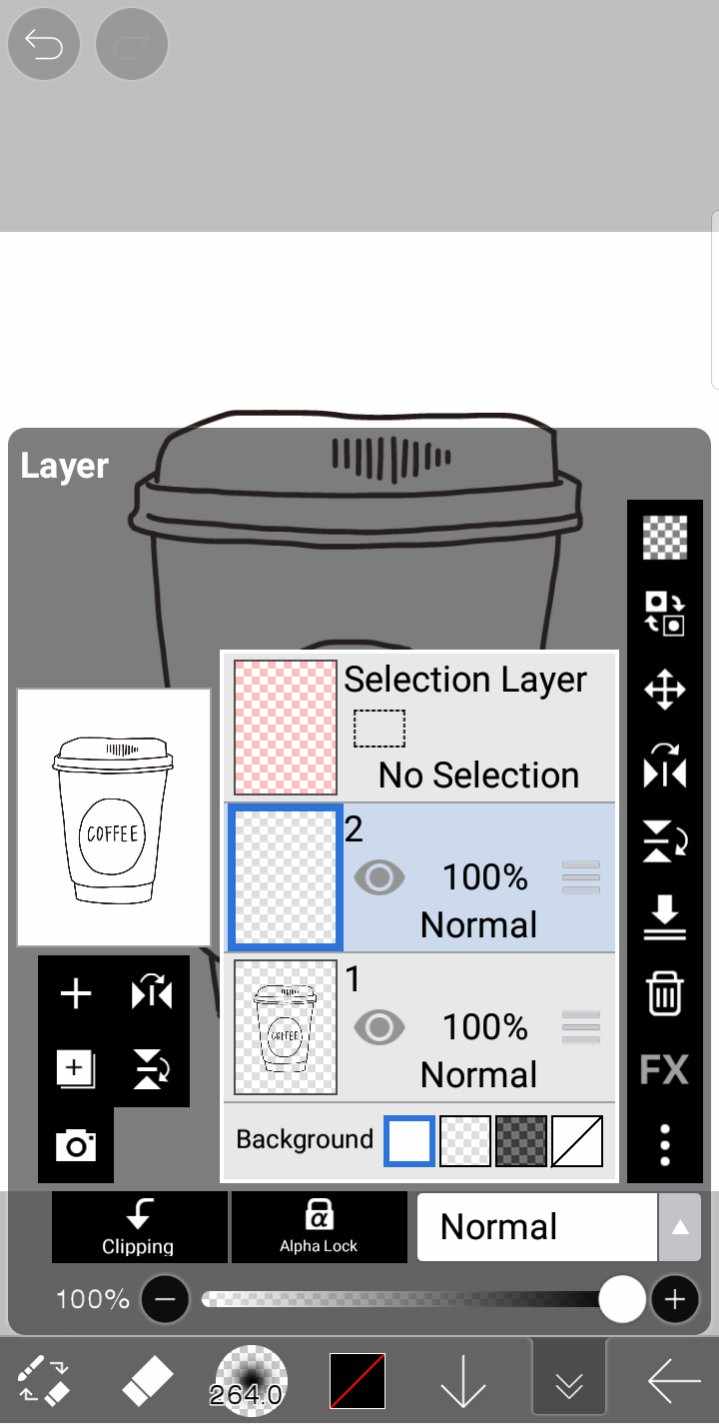 Layer
Selection Layer
No Selection
2
100%
Normal
COFFEE
1
100%
COFFEE
Normal
Background
FX
Clipping
α
Alpha Lock
Normal
100%
264.0